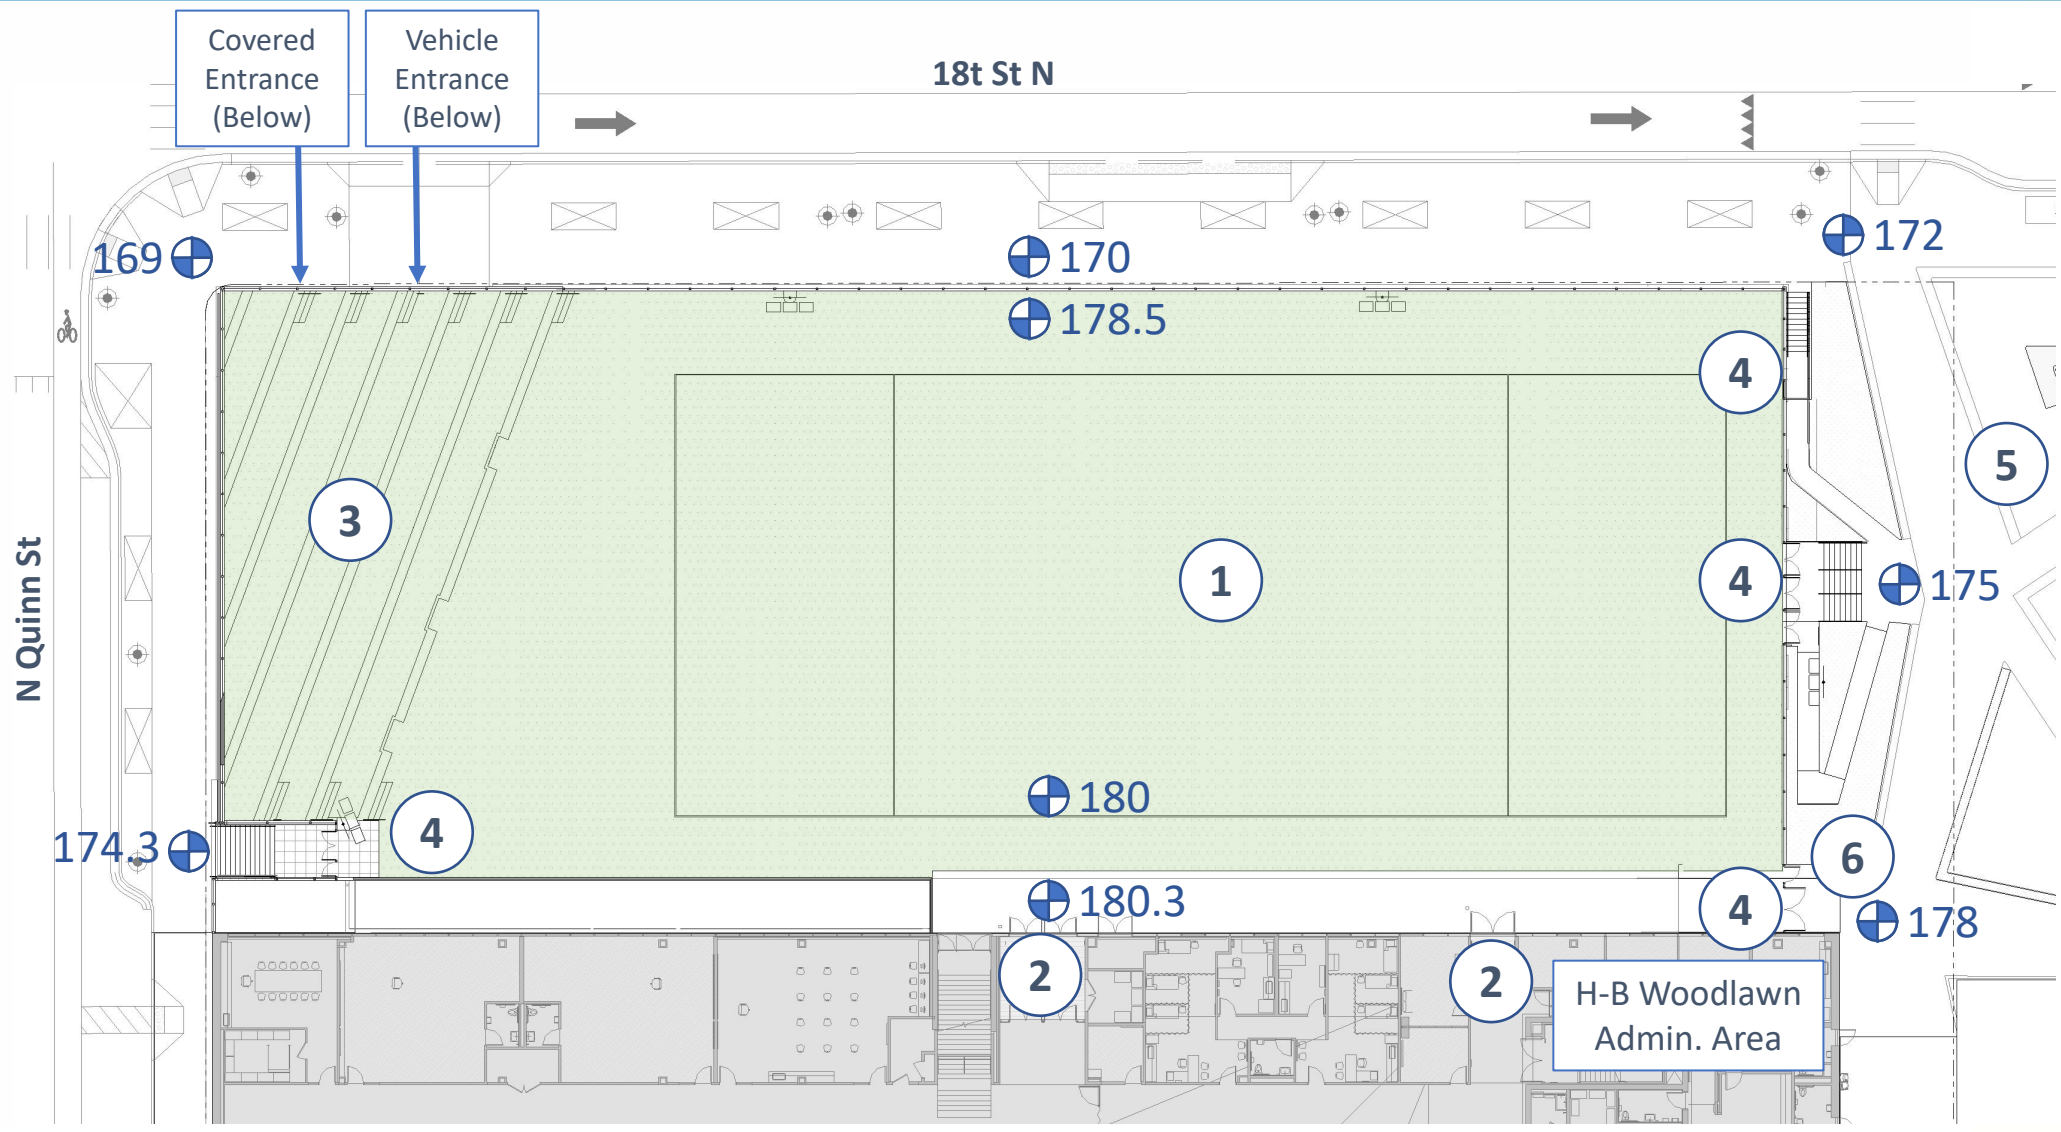 Covered
Entrance
(Below)
Vehicle
Entrance
(Below)
18t St N
169
170
172
178.5
4
5
3
N Quinn St
1
4
175
180
174.3
4
6
180.3
4
178
2
2
H-B Woodlawn
Admin. Area